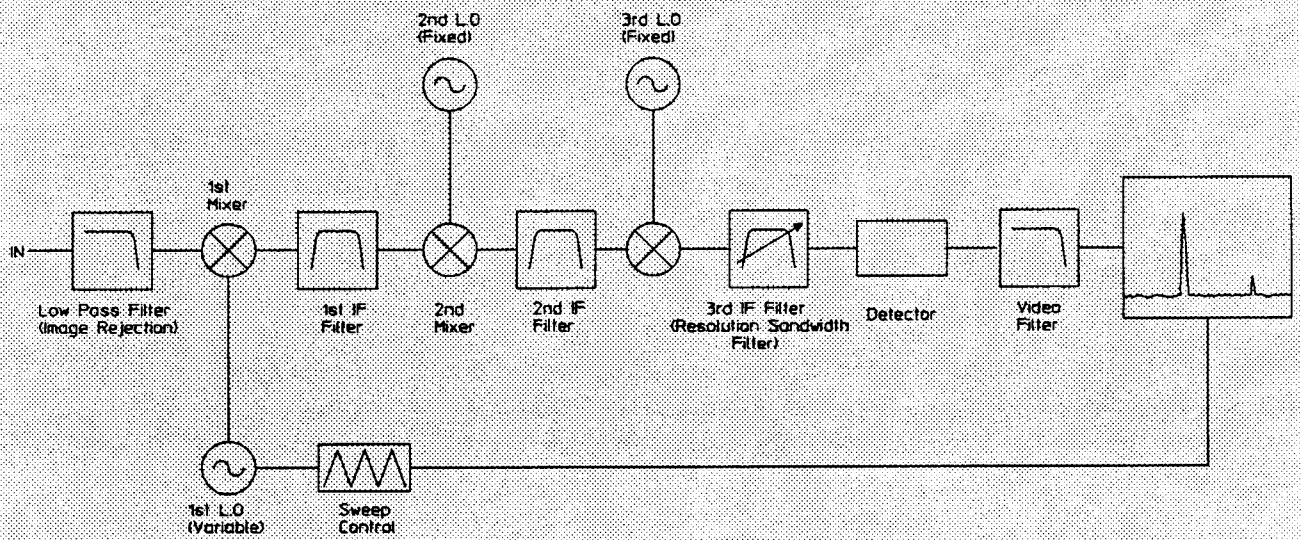 2nd L.O
(Fixed)
3rd L.O
(Fixed)
1st
Mixer
IN
Low Pass Filter
(Image Rejection)
1st IF
Filter
2nd
Mixer
2nd IF
Filter
3rd IF Filter
(Resolution Sandwidth
Filter)
Detector
Video
Filter
1st L.O
(Variable)
Sweep
Control